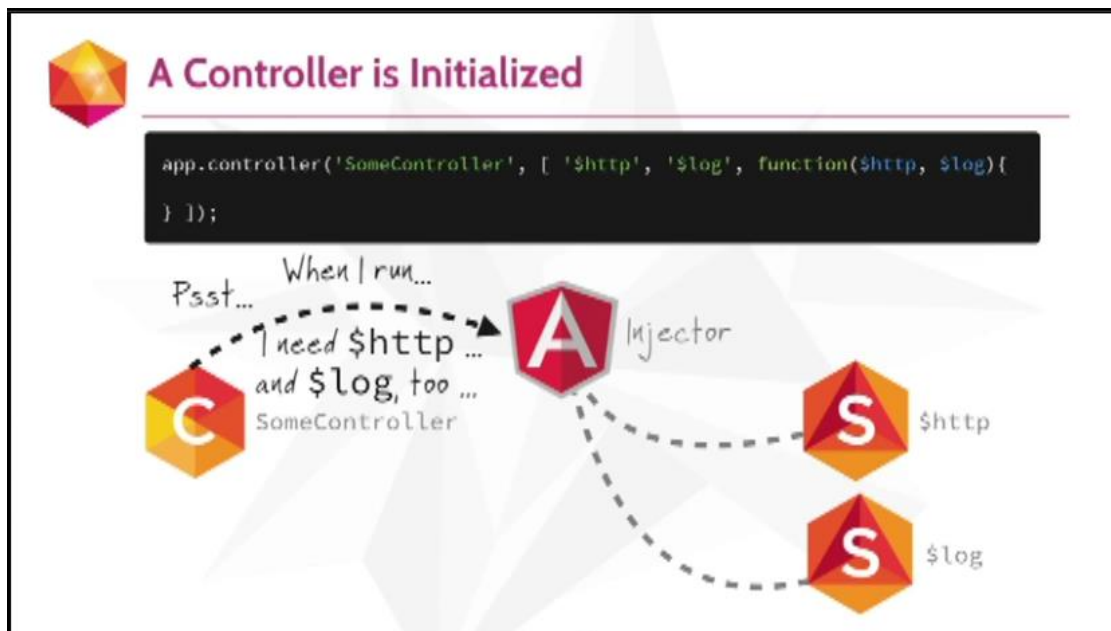 A Controller is Initialized
app.controller('SomeController', [ '$http', '$log', function($http, $log){
} ]);
Psst...
When I run...
I need $http ...
and $log, too ...
C
SomeController
A
Injector
S
$http
S
$log